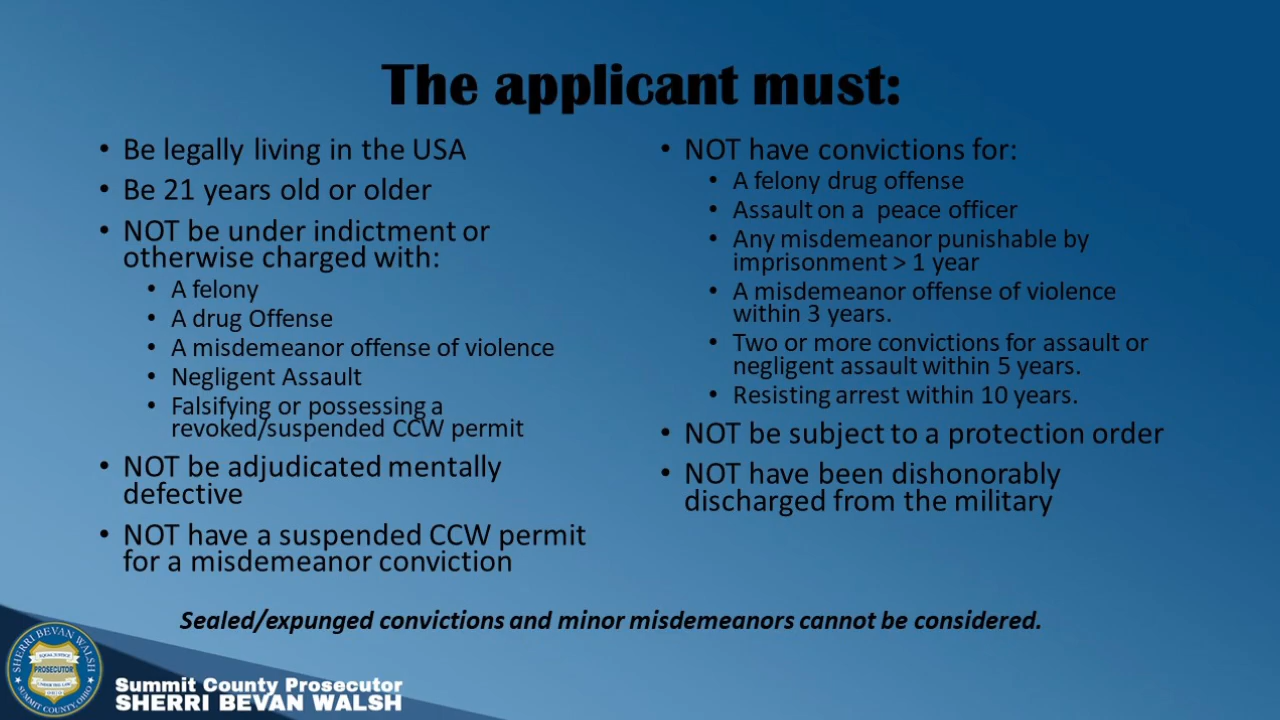 The applicant must:
• Be legally living in the USA
• Be 21 years old or older
• NOT be under indictment or
otherwise charged with:
• A felony
• A drug Offense
• A misdemeanor offense of violence
• Negligent Assault
• Falsifying or possessing a
revoked/suspended CCW permit
• NOT be adjudicated mentally
defective
• NOT have a suspended CCW permit
for a misdemeanor conviction
• NOT have convictions for:
• A felony drug offense
• Assault on a  peace officer
• Any misdemeanor punishable by
imprisonment > 1 year
• A misdemeanor offense of violence
within 3 years.
• Two or more convictions for assault or
negligent assault within 5 years.
• Resisting arrest within 10 years.
• NOT be subject to a protection order
• NOT have been dishonorably
discharged from the military
Sealed/expunged convictions and minor misdemeanors cannot be considered.
SHERRI BEVAN WALSH
PROSECUTOR
OHIO
SUMMIT COUNTY, OHIO
Summit County Prosecutor
SHERRI BEVAN WALSH